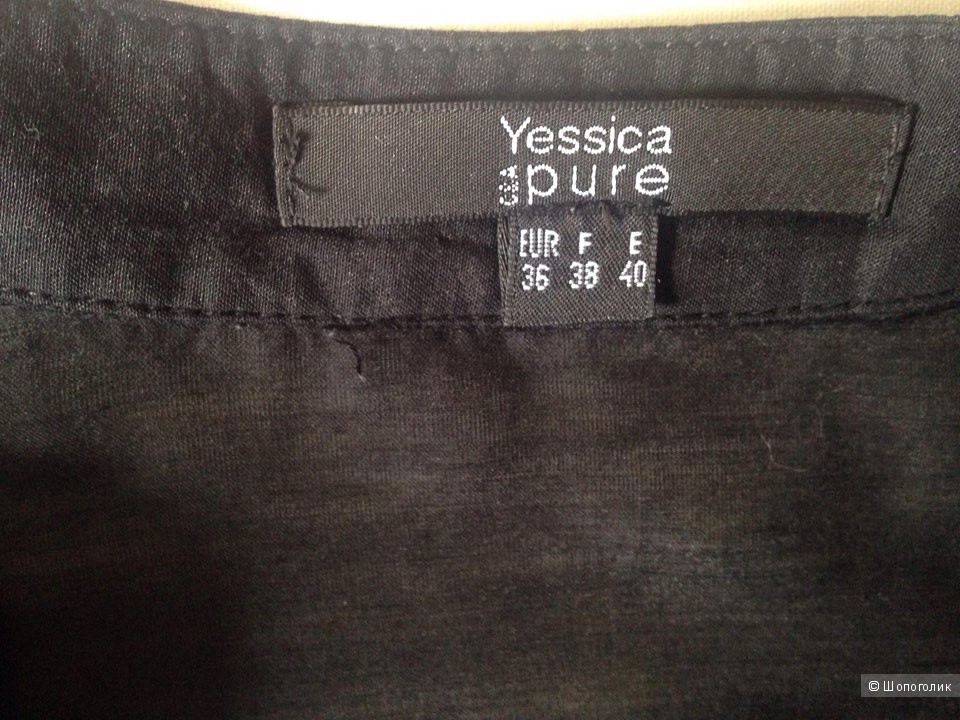 Yessica
C&A pure
EUR F E
36 38 40
© Шопоголик